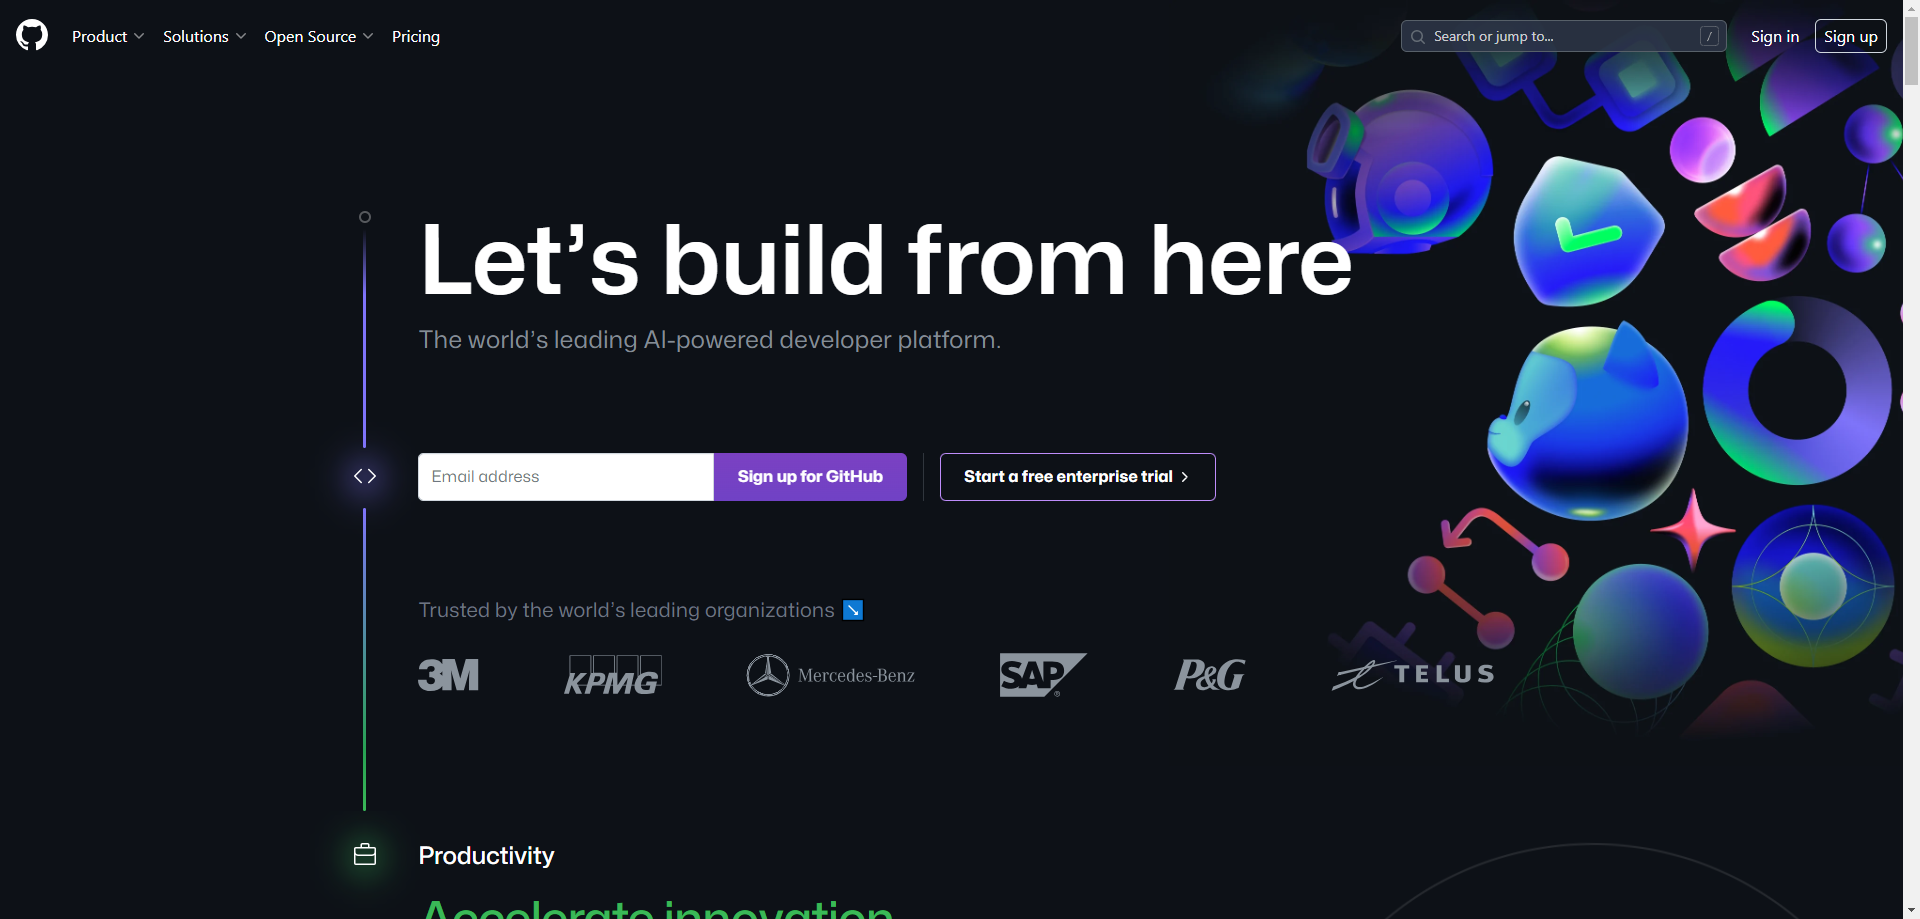 Product Solutions Open Source Pricing Search or jump to... / Sign in Sign up
Let’s build from here
The world’s leading AI-powered developer platform.
Email address Sign up for GitHub Start a free enterprise trial
Trusted by the world’s leading organizations
3M KPMG Mercedes-Benz SAP® P&G TELUS
Productivity
Accelerate innovation